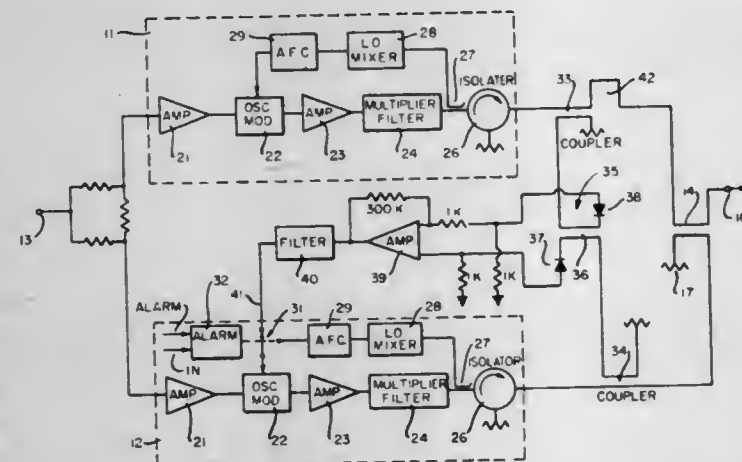 11
29
28
A F C
LO
MIXER
27
ISOLATER
33
42
AMP
OSC
MOD
AMP
MULTIPLIER
FILTER
21
22
23
24
26
COUPLER
35
38
14
13
300 K
1K
FILTER
AMP
37
36
40
39
1K
1K
17
41
32
31
29
28
ALARM
ALARM
A.F.C
LO
MIXER
27
ISOLATOR
34
1N
AMP
OSC
MOD
AMP
MULTIPLIER
FILTER
COUPLER
12
21
22
23
24
26